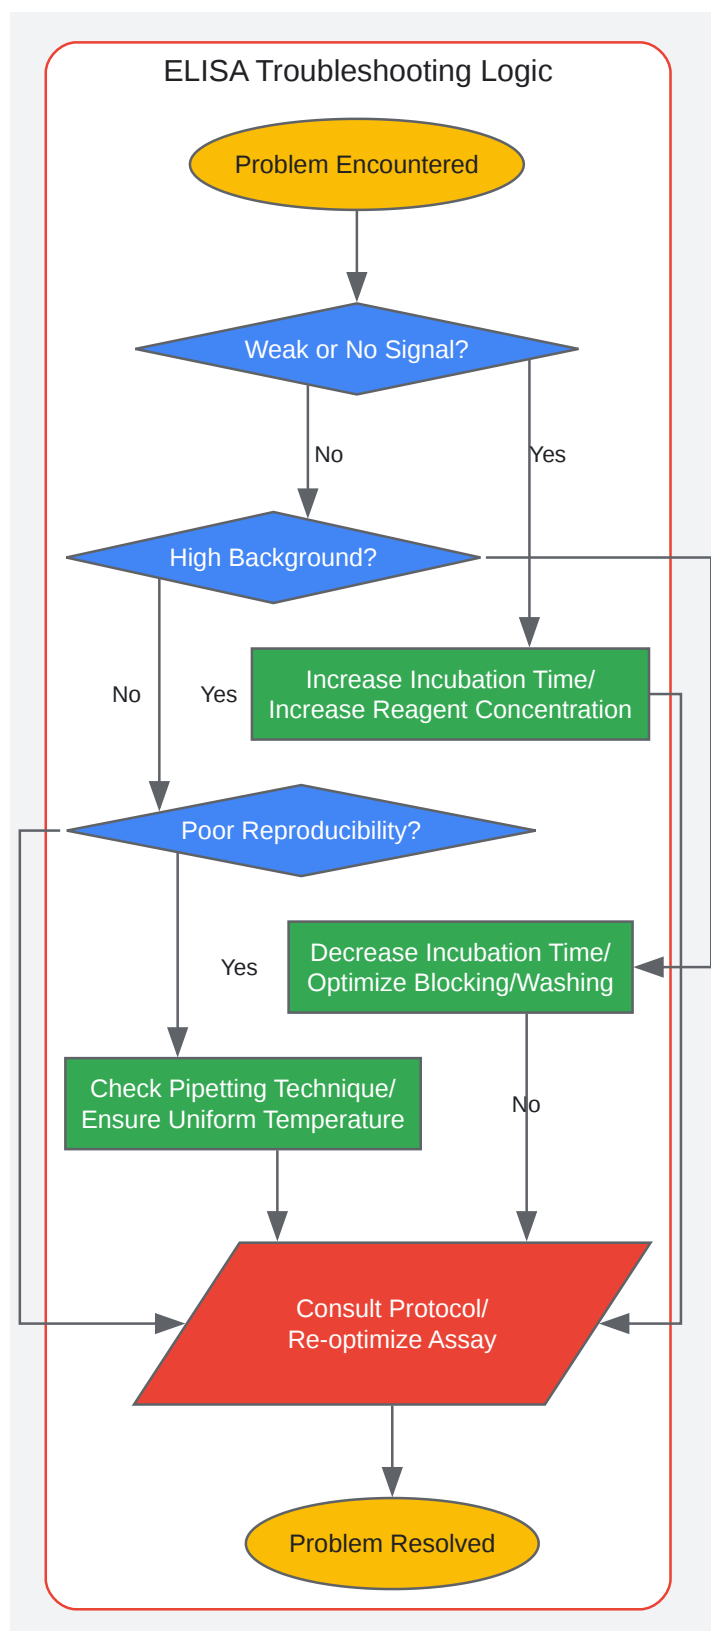 ELISA Troubleshooting Logic
Problem Encountered
Weak or No Signal?
No
Yes
High Background?
No
Yes
Increase Incubation Time/
Increase Reagent Concentration
Poor Reproducibility?
Yes
Decrease Incubation Time/
Optimize Blocking/Washing
Check Pipetting Technique/
Ensure Uniform Temperature
No
Consult Protocol/
Re-optimize Assay
Problem Resolved